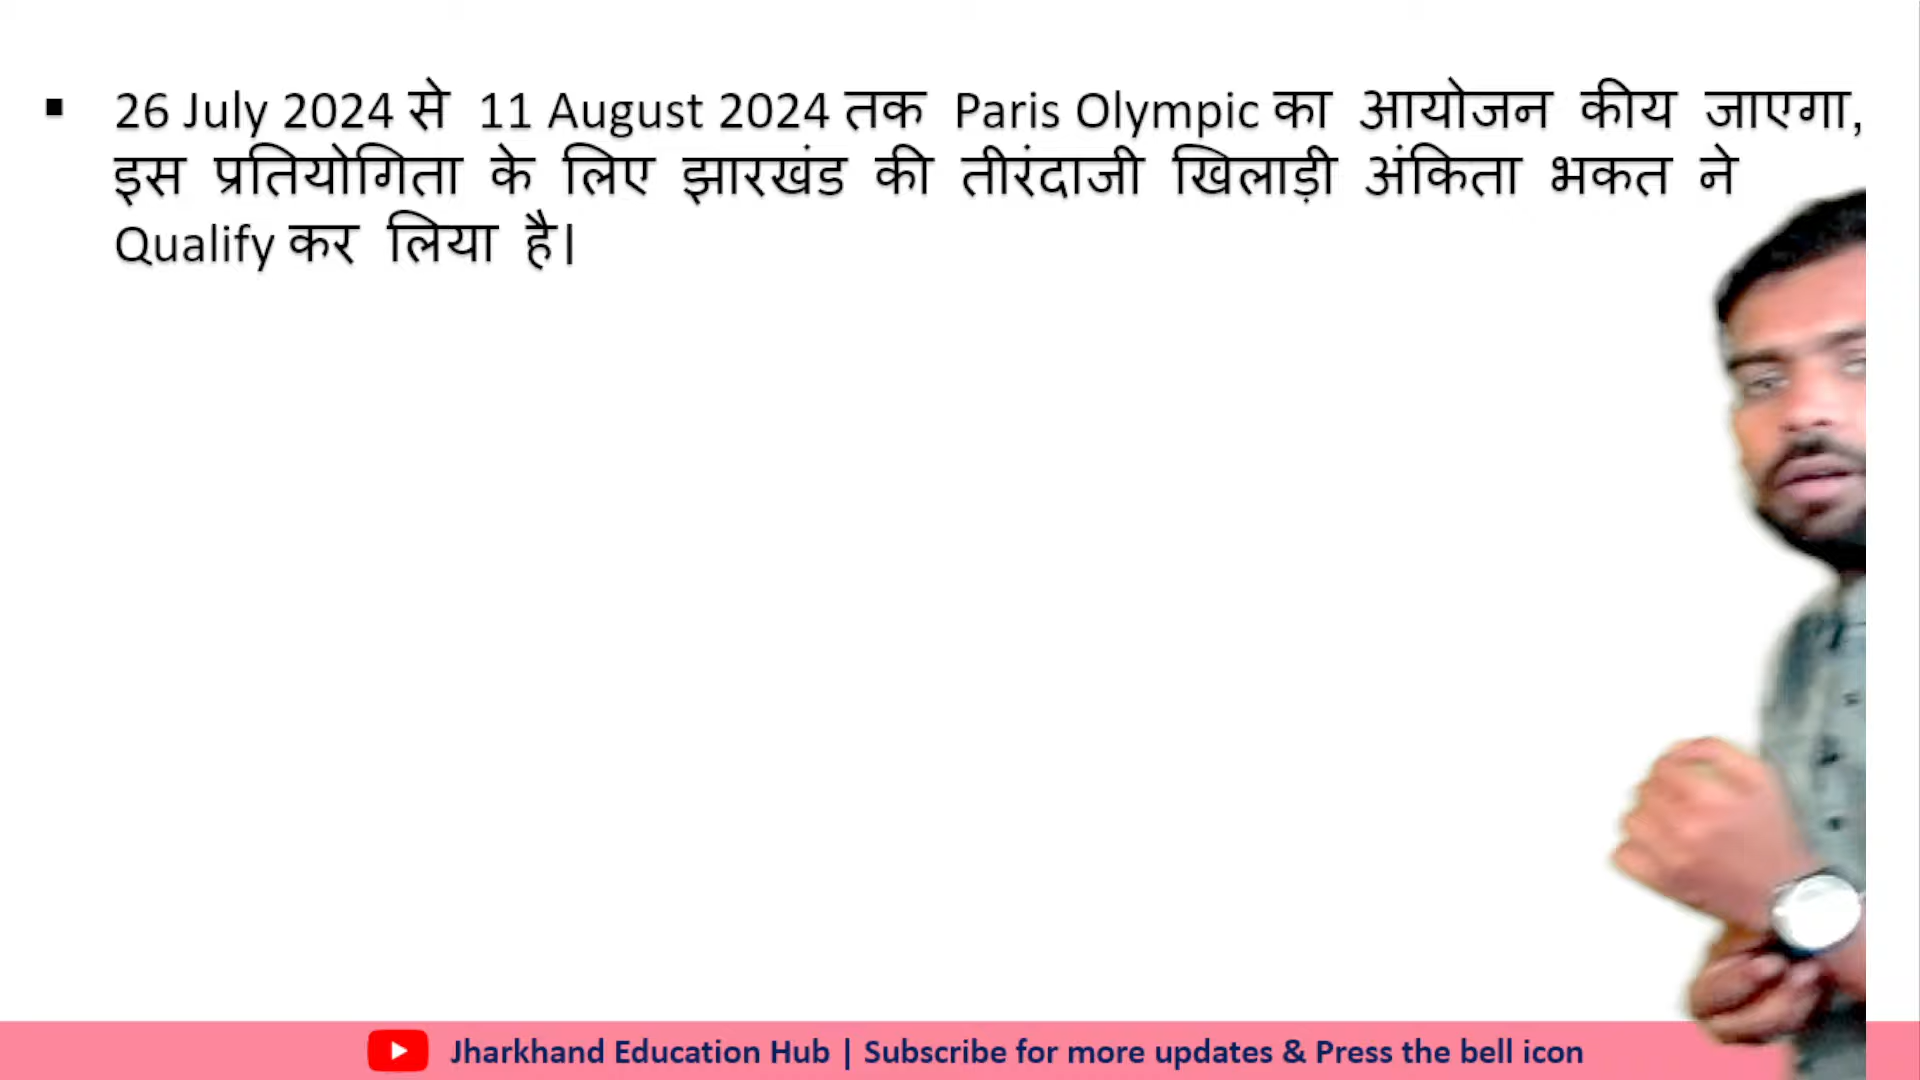 ▪ 26 July 2024 से 11 August 2024 तक Paris Olympic का आयोजन कीय जाएगा,
इस प्रतियोगिता के लिए झारखंड की तीरंदाजी खिलाड़ी अंकिता भकत ने
Qualify कर लिया है।
Jharkhand Education Hub | Subscribe for more updates & Press the bell icon